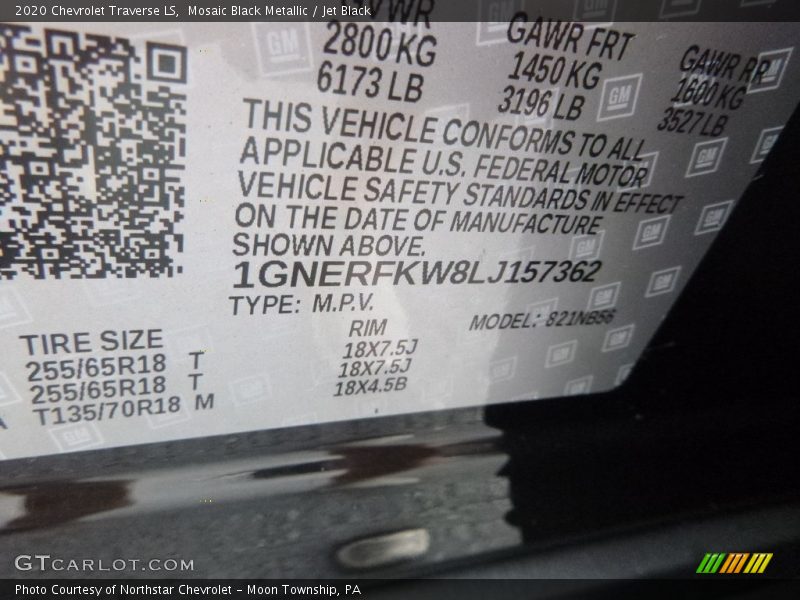 2020 Chevrolet Traverse LS, Mosaic Black Metallic / Jet Black
GVWR GAWR FRT GAWR RR
2800 KG 1450 KG 1600 KG
6173 LB 3196 LB 3527 LB
THIS VEHICLE CONFORMS TO ALL
APPLICABLE U.S. FEDERAL MOTOR
VEHICLE SAFETY STANDARDS IN EFFECT
ON THE DATE OF MANUFACTURE
SHOWN ABOVE.
1GNERFKW8LJ157362
TYPE: M.P.V. MODEL: 821NB56
TIRE SIZE RIM
255/65R18 T 18X7.5J
255/65R18 T 18X7.5J
T135/70R18 M 18X4.5B
GTCARLOT.COM
Photo Courtesy of Northstar Chevrolet - Moon Township, PA